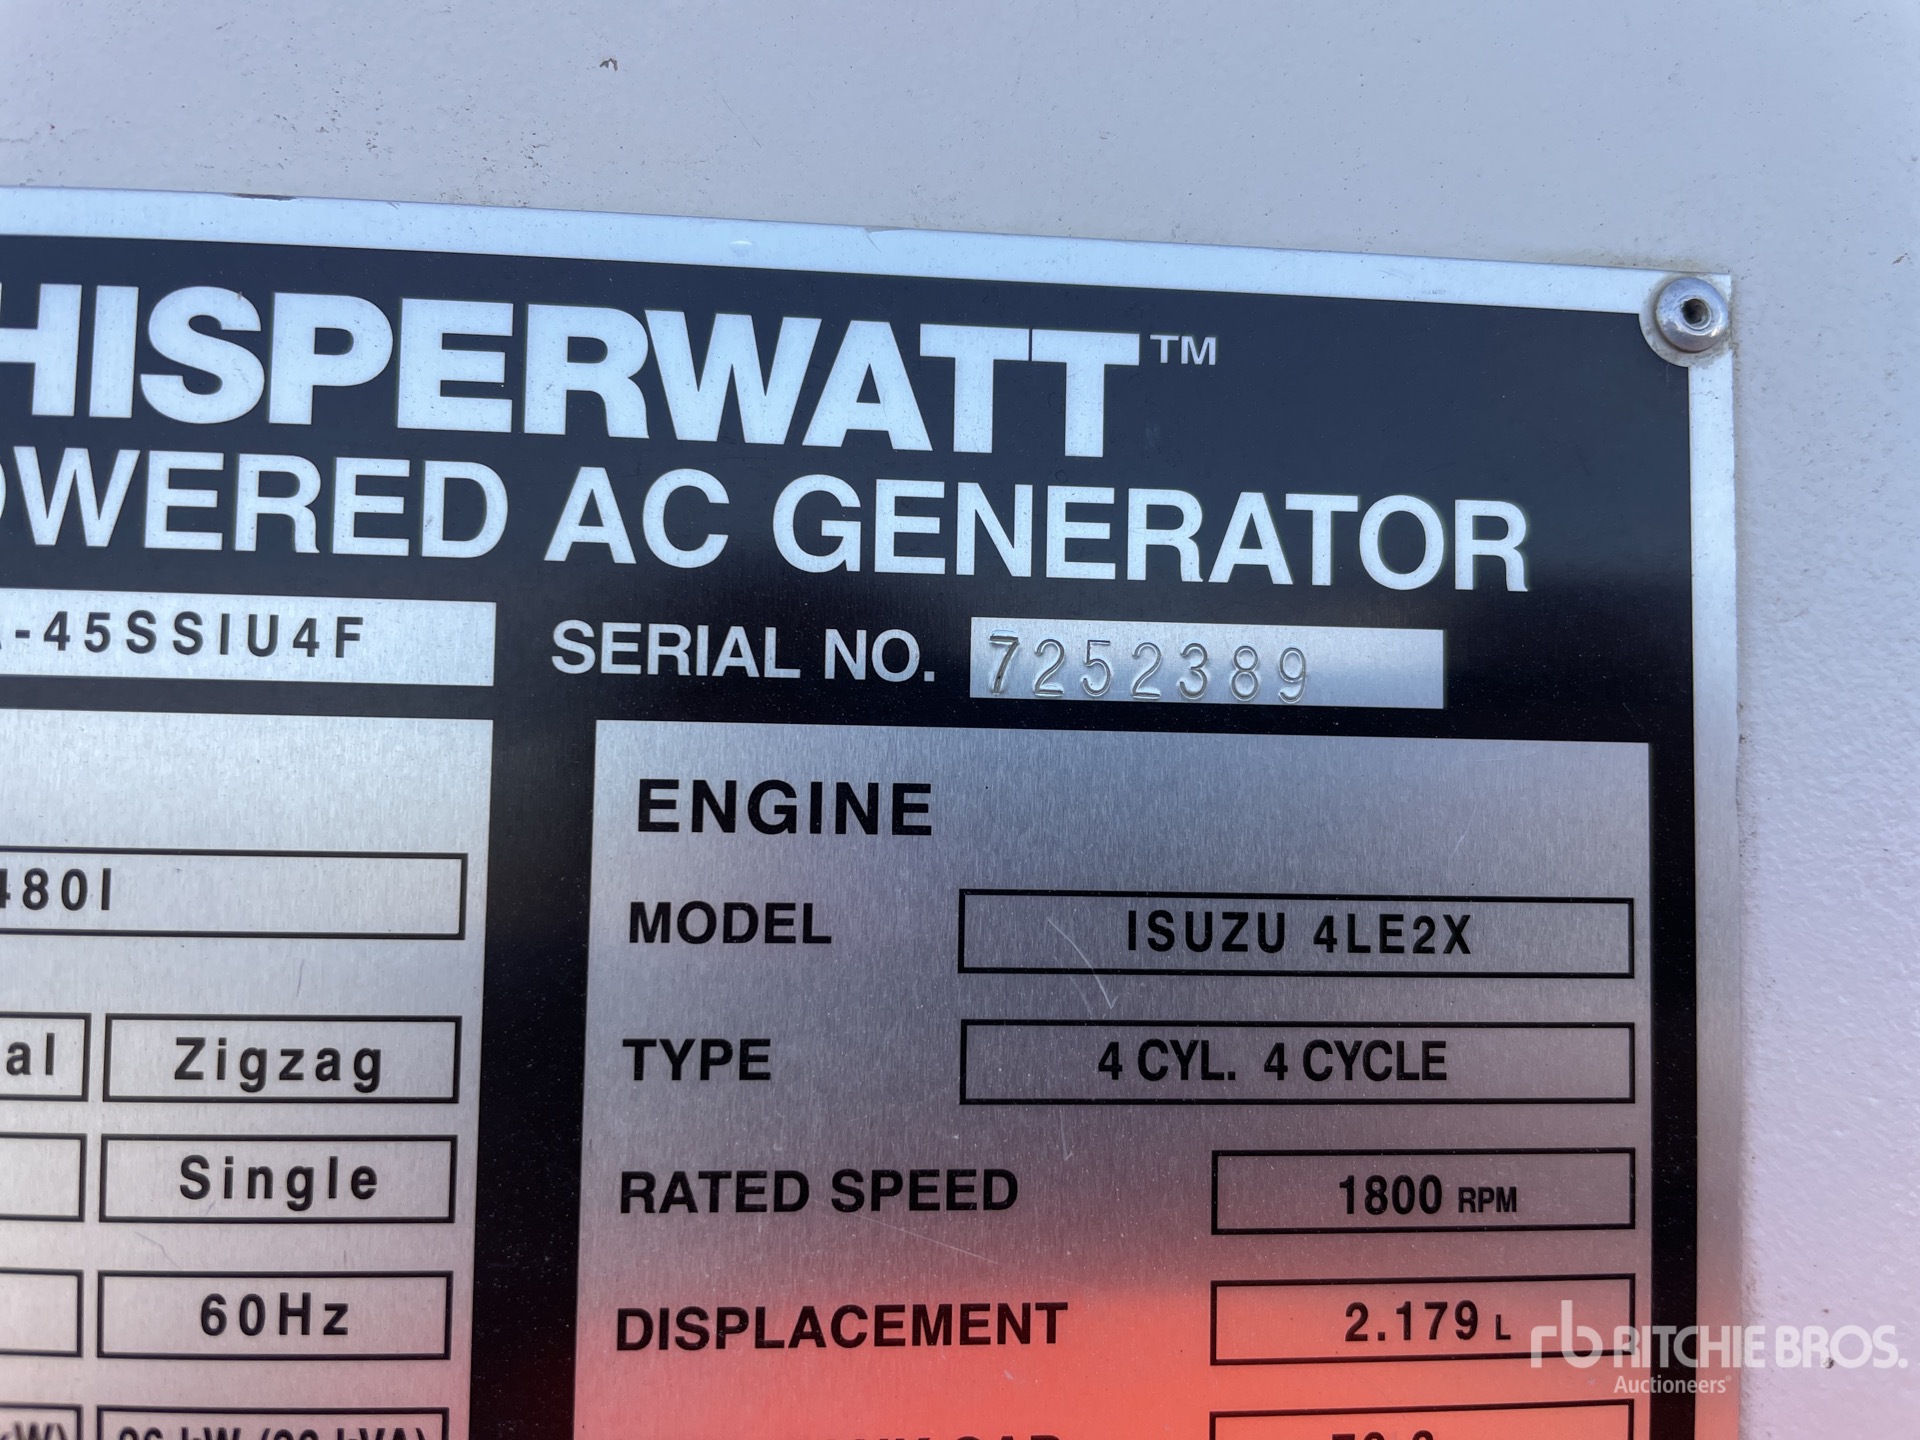 HISPERWATT™
OWERED AC GENERATOR
-45SSIU4F SERIAL NO. 7252389
480I
ENGINE
MODEL ISUZU 4LE2X
al Zigzag TYPE 4 CYL. 4 CYCLE
Single RATED SPEED 1800 RPM
60Hz DISPLACEMENT 2.179 L
rb RITCHIE BROS.
Auctioneers